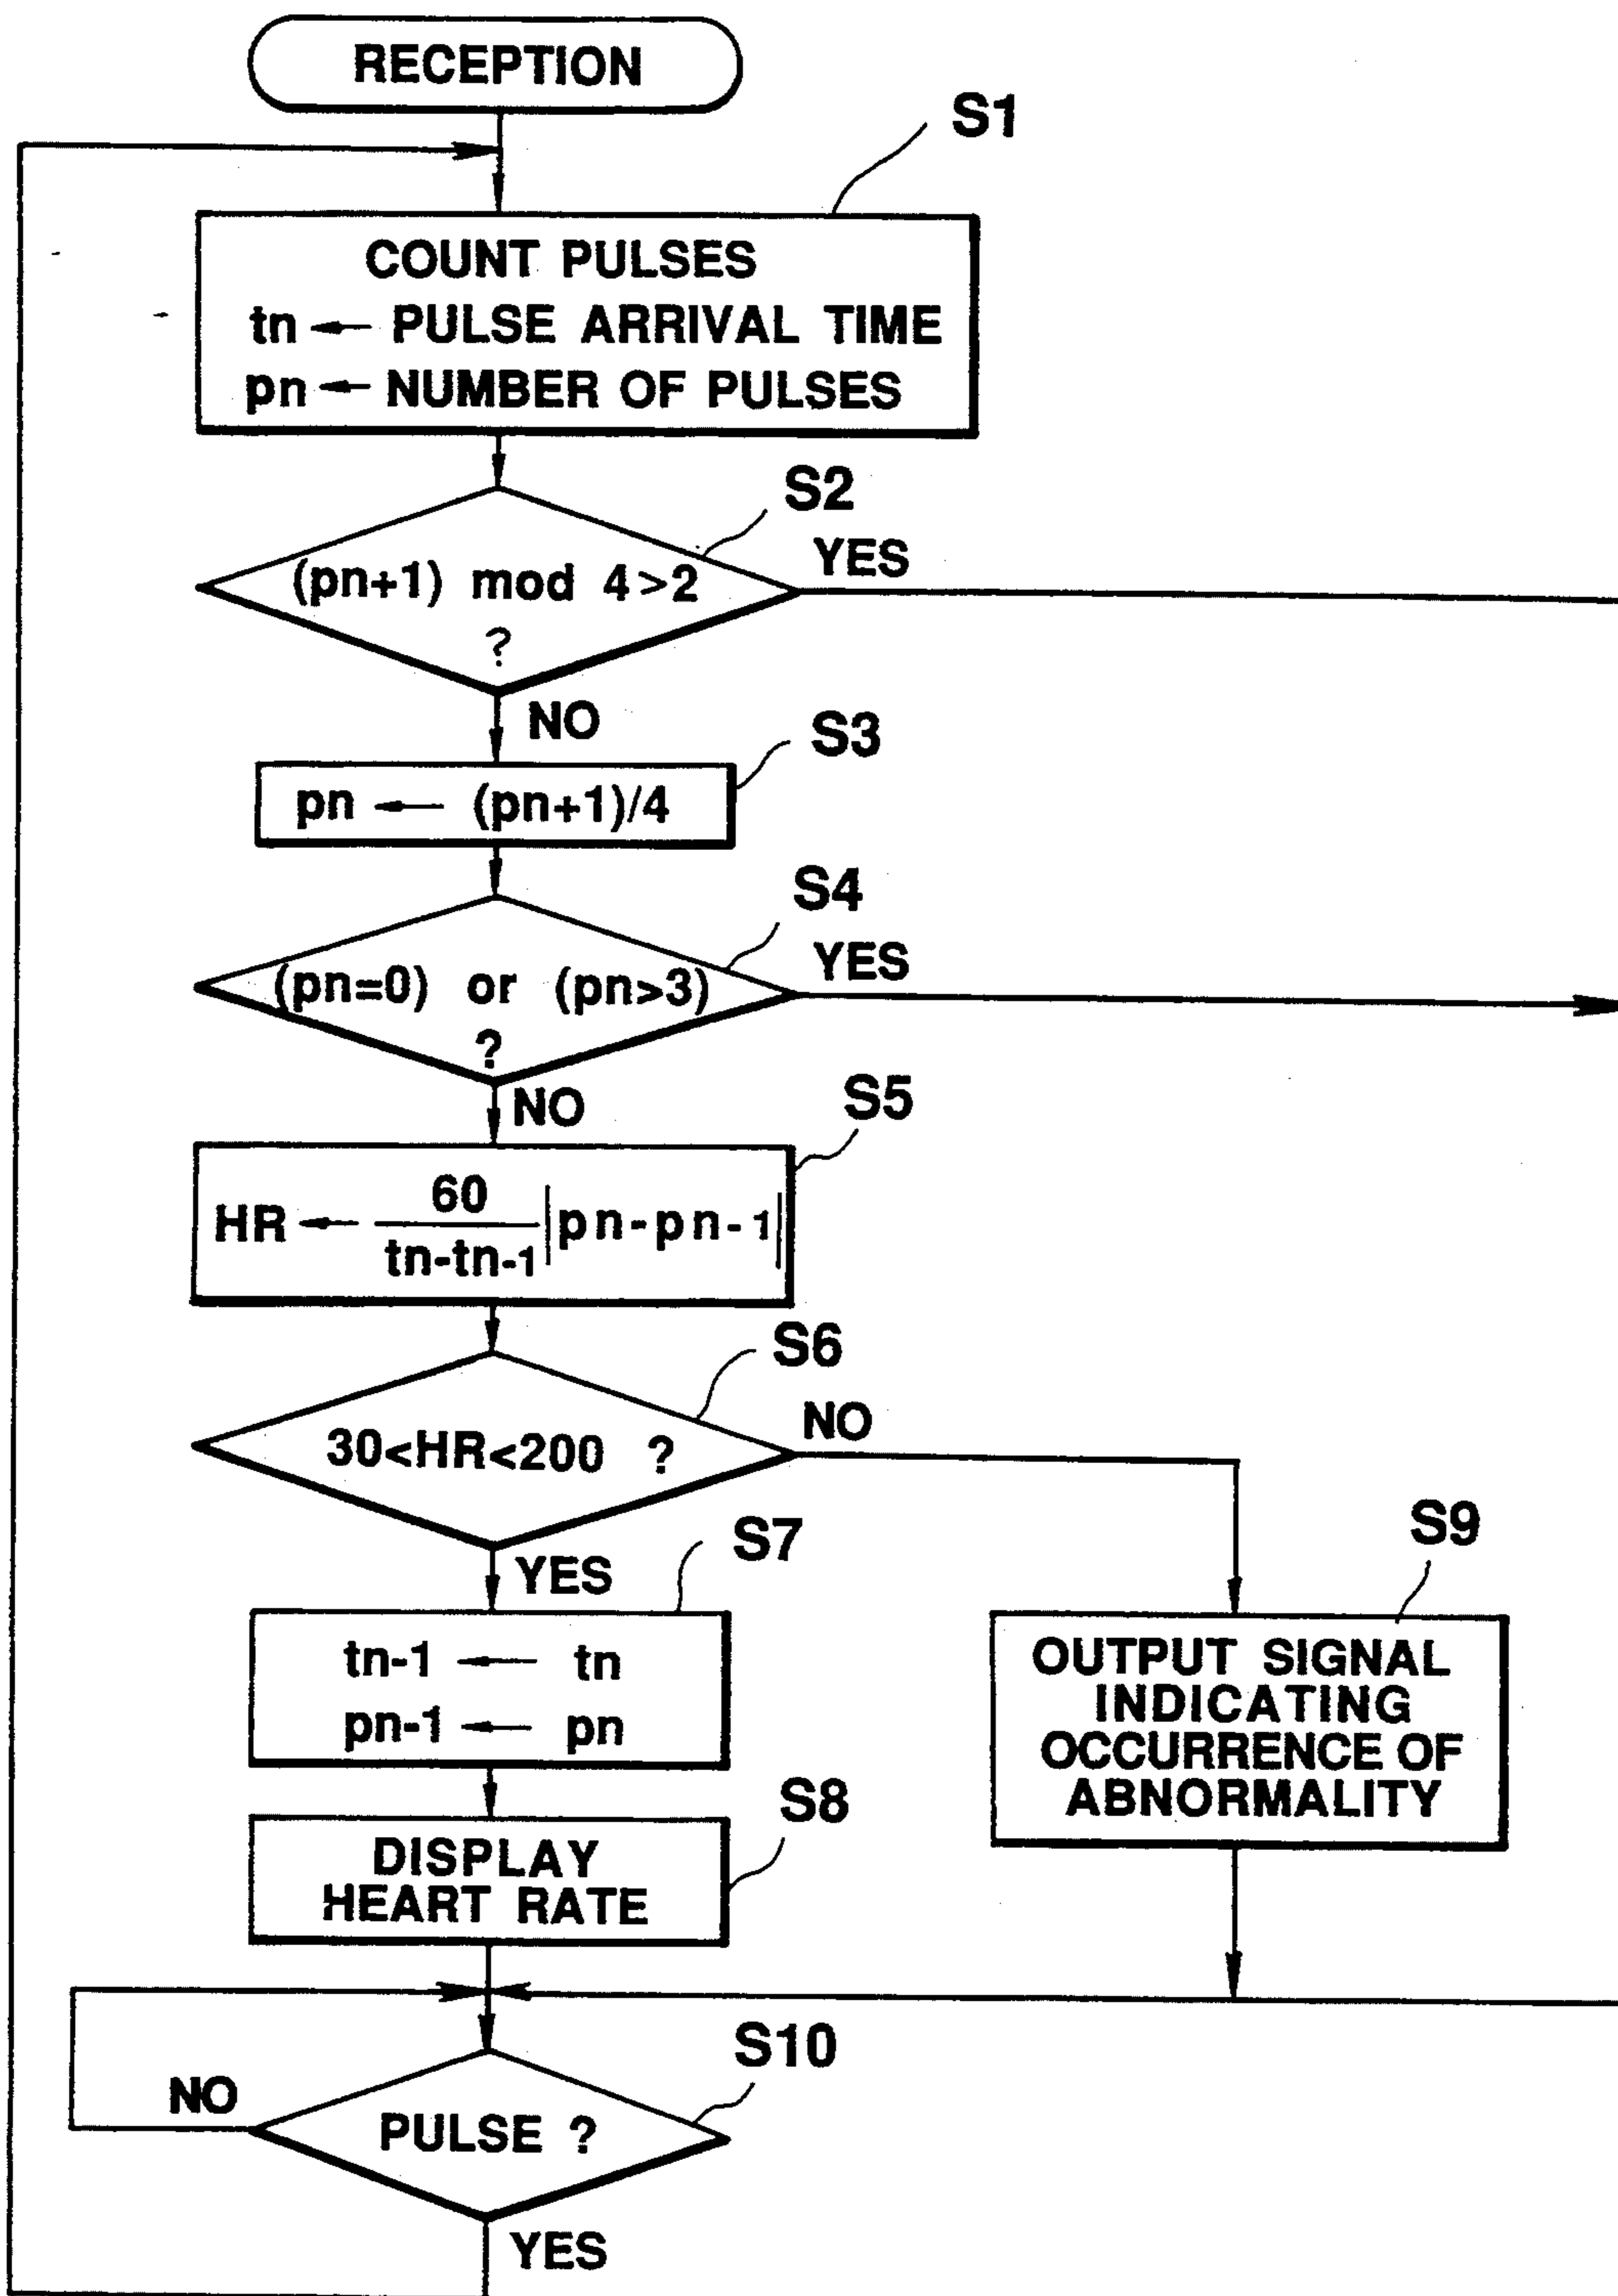 RECEPTION
S1
COUNT PULSES
tn ← PULSE ARRIVAL TIME
pn ← NUMBER OF PULSES
S2
(pn+1) mod 4>2
?
YES
NO
S3
pn ← (pn+1)/4
S4
(pn=0) or (pn>3)
?
YES
NO
S5
HR ← 60/tn-tn-1 |pn-pn-1|
S6
30<HR<200 ?
NO
YES
S7
tn-1 ← tn
pn-1 ← pn
S9
OUTPUT SIGNAL
INDICATING
OCCURRENCE OF
ABNORMALITY
S8
DISPLAY
HEART RATE
S10
PULSE ?
NO
YES